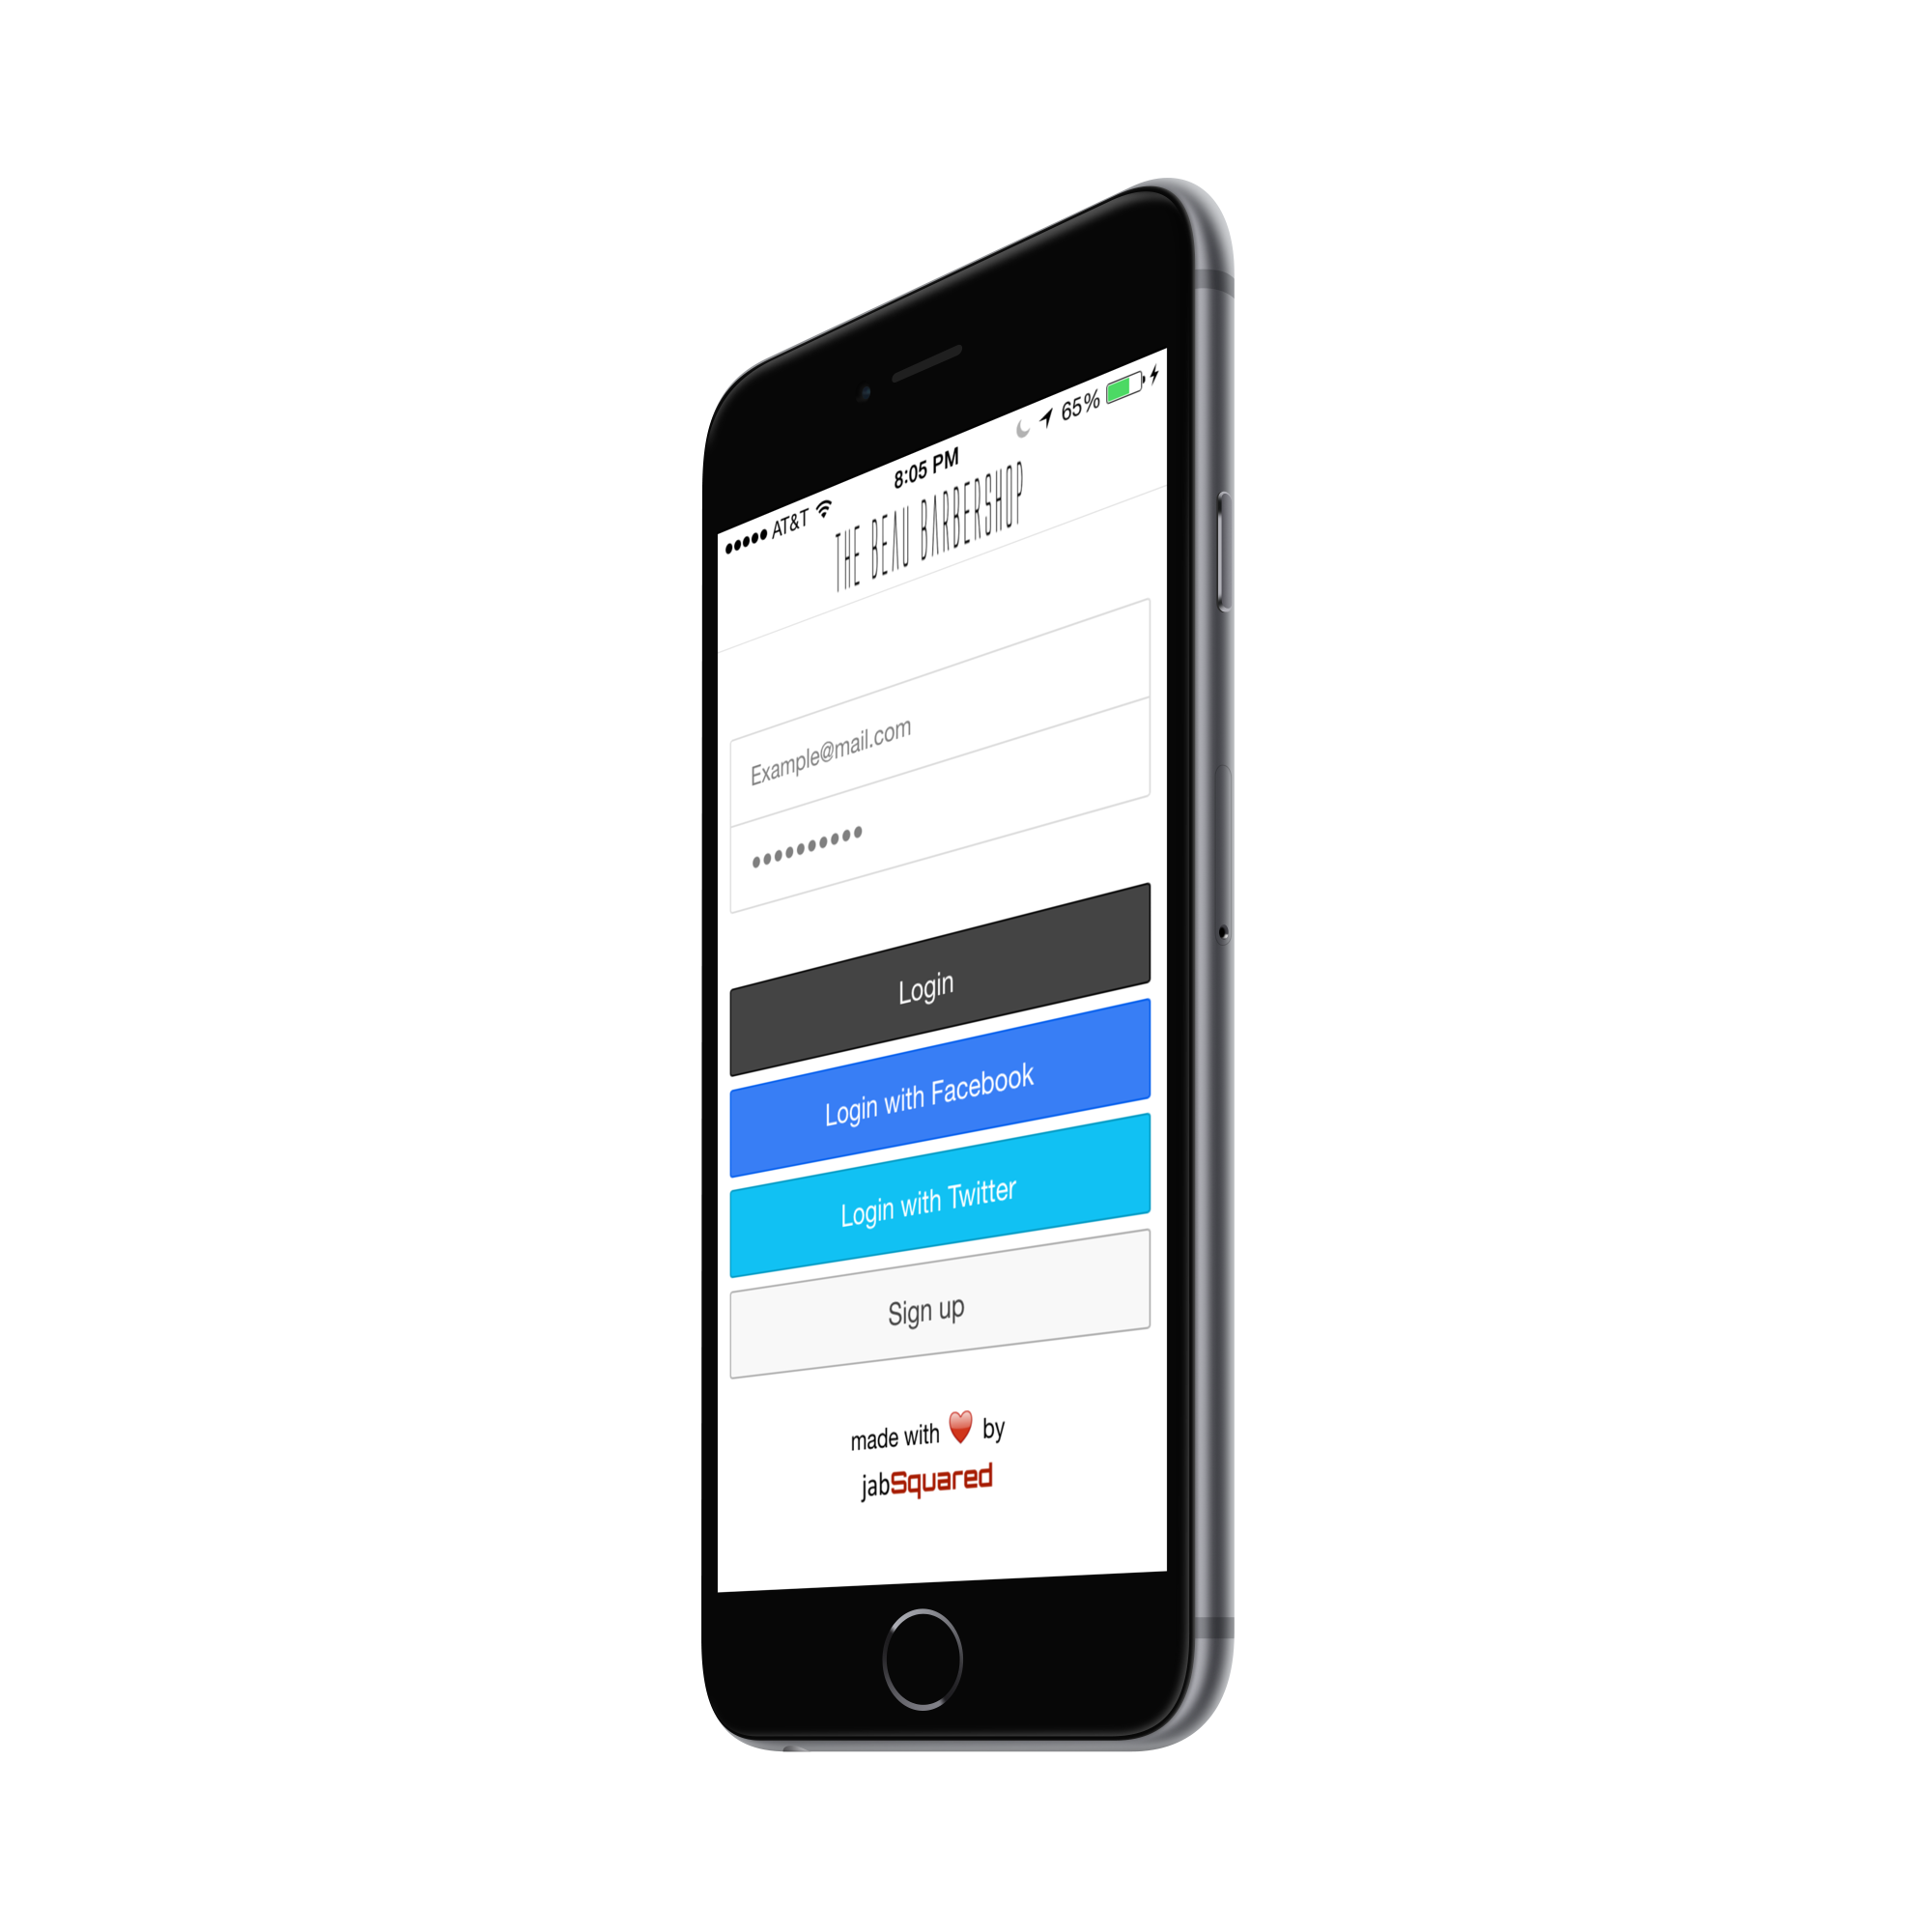 AT&T 8:05 PM 65%
THE BEAU BARBERSHOP
Example@mail.com
••••••••••
Login
Login with Facebook
Login with Twitter
Sign up
made with ❤ by
jabSquared